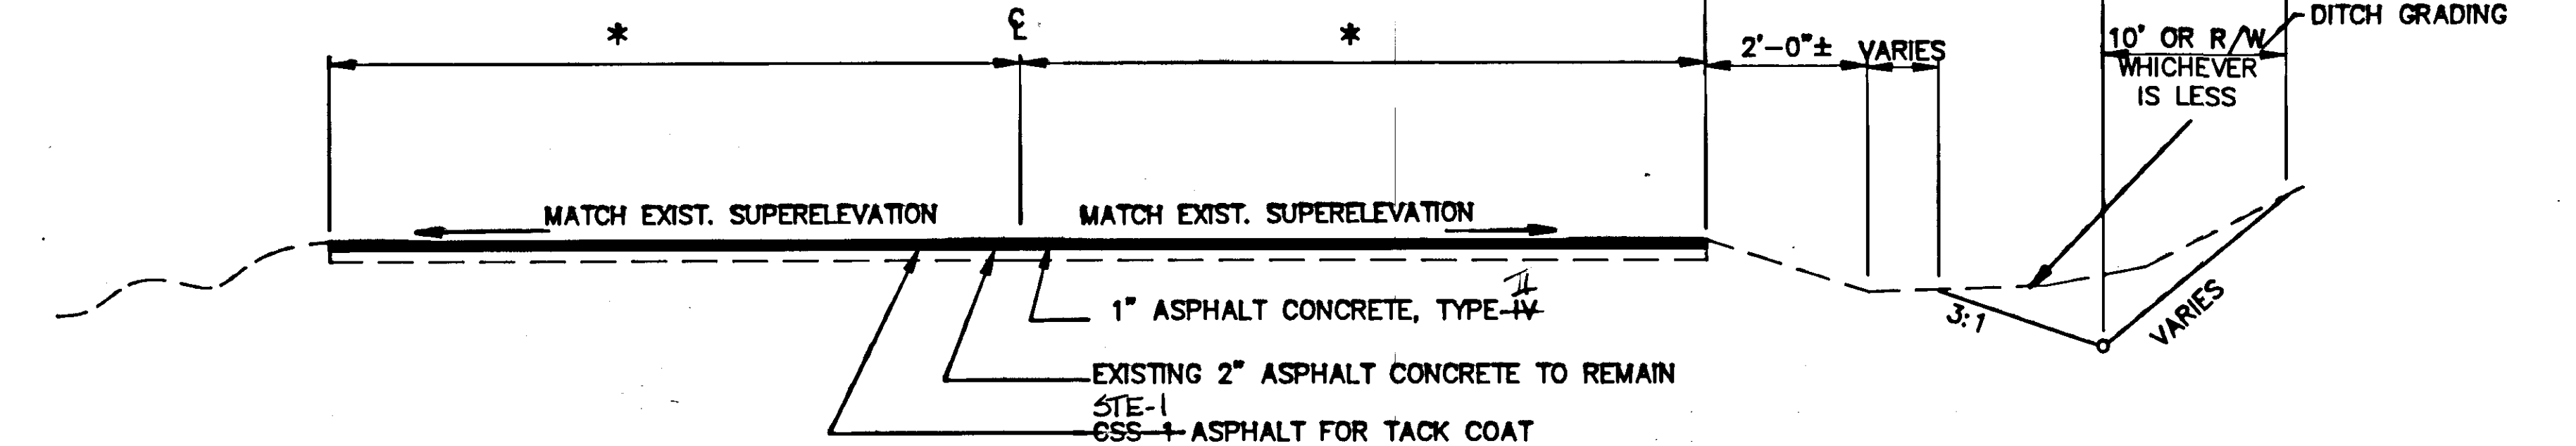 ℄
* *
DITCH GRADING
2'-0"± VARIES
10' OR R/W
WHICHEVER
IS LESS
MATCH EXIST. SUPERELEVATION MATCH EXIST. SUPERELEVATION
II
1" ASPHALT CONCRETE, TYPE IV
3:1
VARIES
EXISTING 2" ASPHALT CONCRETE TO REMAIN
STE-1
CSS-1 ASPHALT FOR TACK COAT